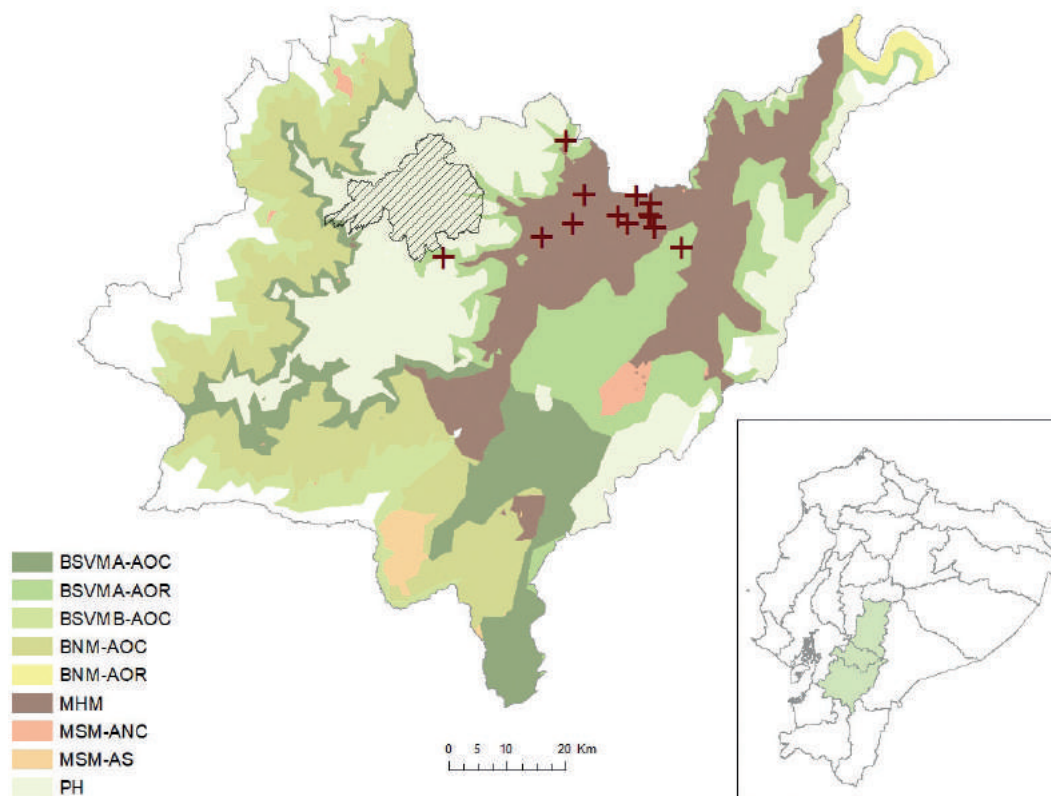 BSVMA-AOC
BSVMA-AOR
BSVMB-AOC
BNM-AOC
BNM-AOR
MHM
MSM-ANC
MSM-AS
PH
0 5 10 20 Km